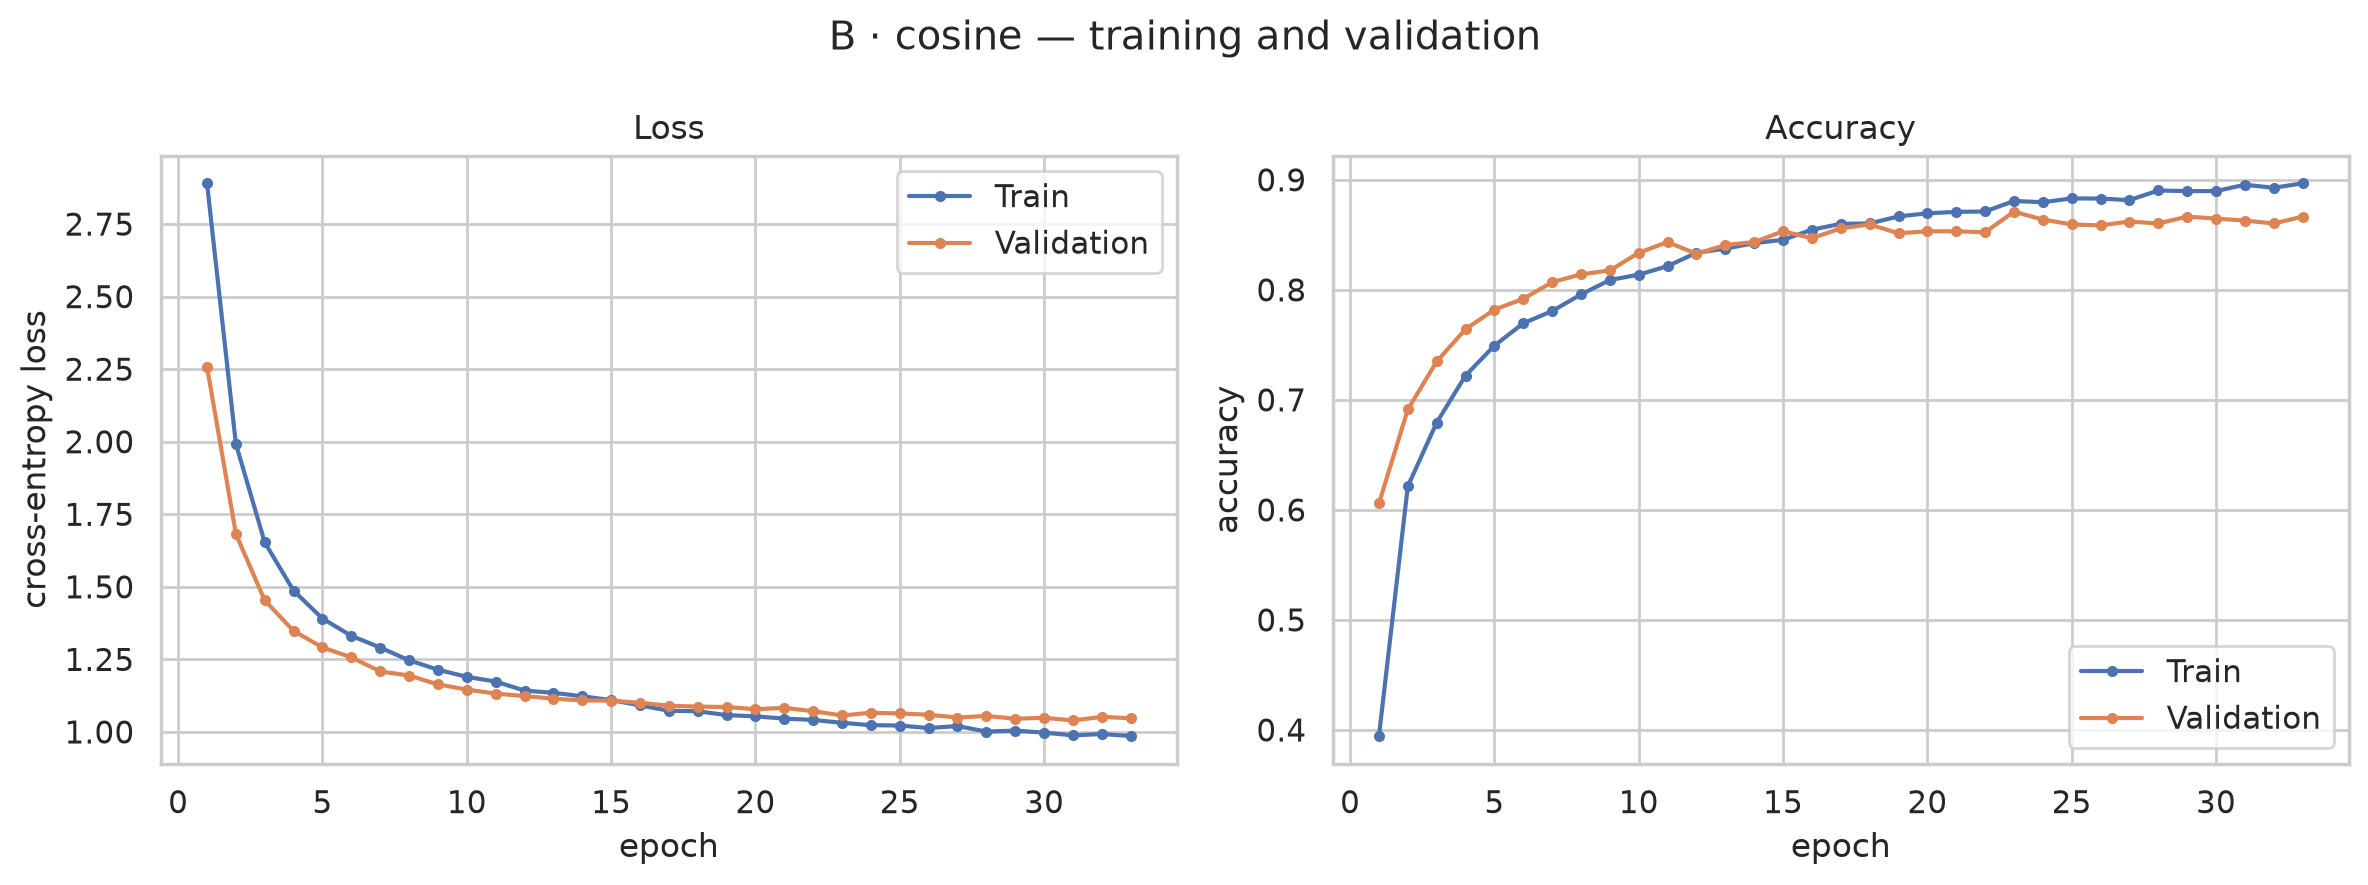 B · cosine — training and validation
Loss
cross-entropy loss
2.75
2.50
2.25
2.00
1.75
1.50
1.25
1.00
Train
Validation
0 5 10 15 20 25 30
epoch
Accuracy
accuracy
0.9
0.8
0.7
0.6
0.5
0.4
Train
Validation
0 5 10 15 20 25 30
epoch